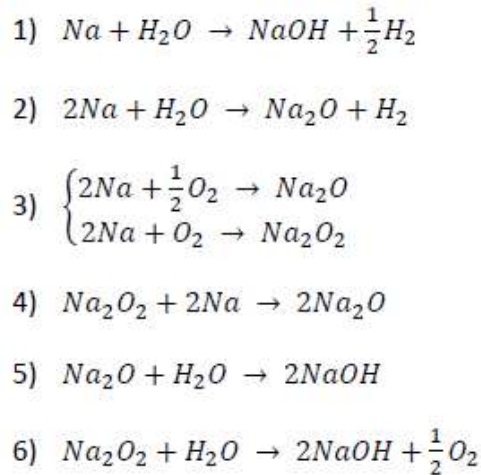 1) Na + H₂O → NaOH + ½H₂
2) 2Na + H₂O → Na₂O + H₂
3) {2Na + ½O₂ → Na₂O
2Na + O₂ → Na₂O₂
4) Na₂O₂ + 2Na → 2Na₂O
5) Na₂O + H₂O → 2NaOH
6) Na₂O₂ + H₂O → 2NaOH + ½O₂